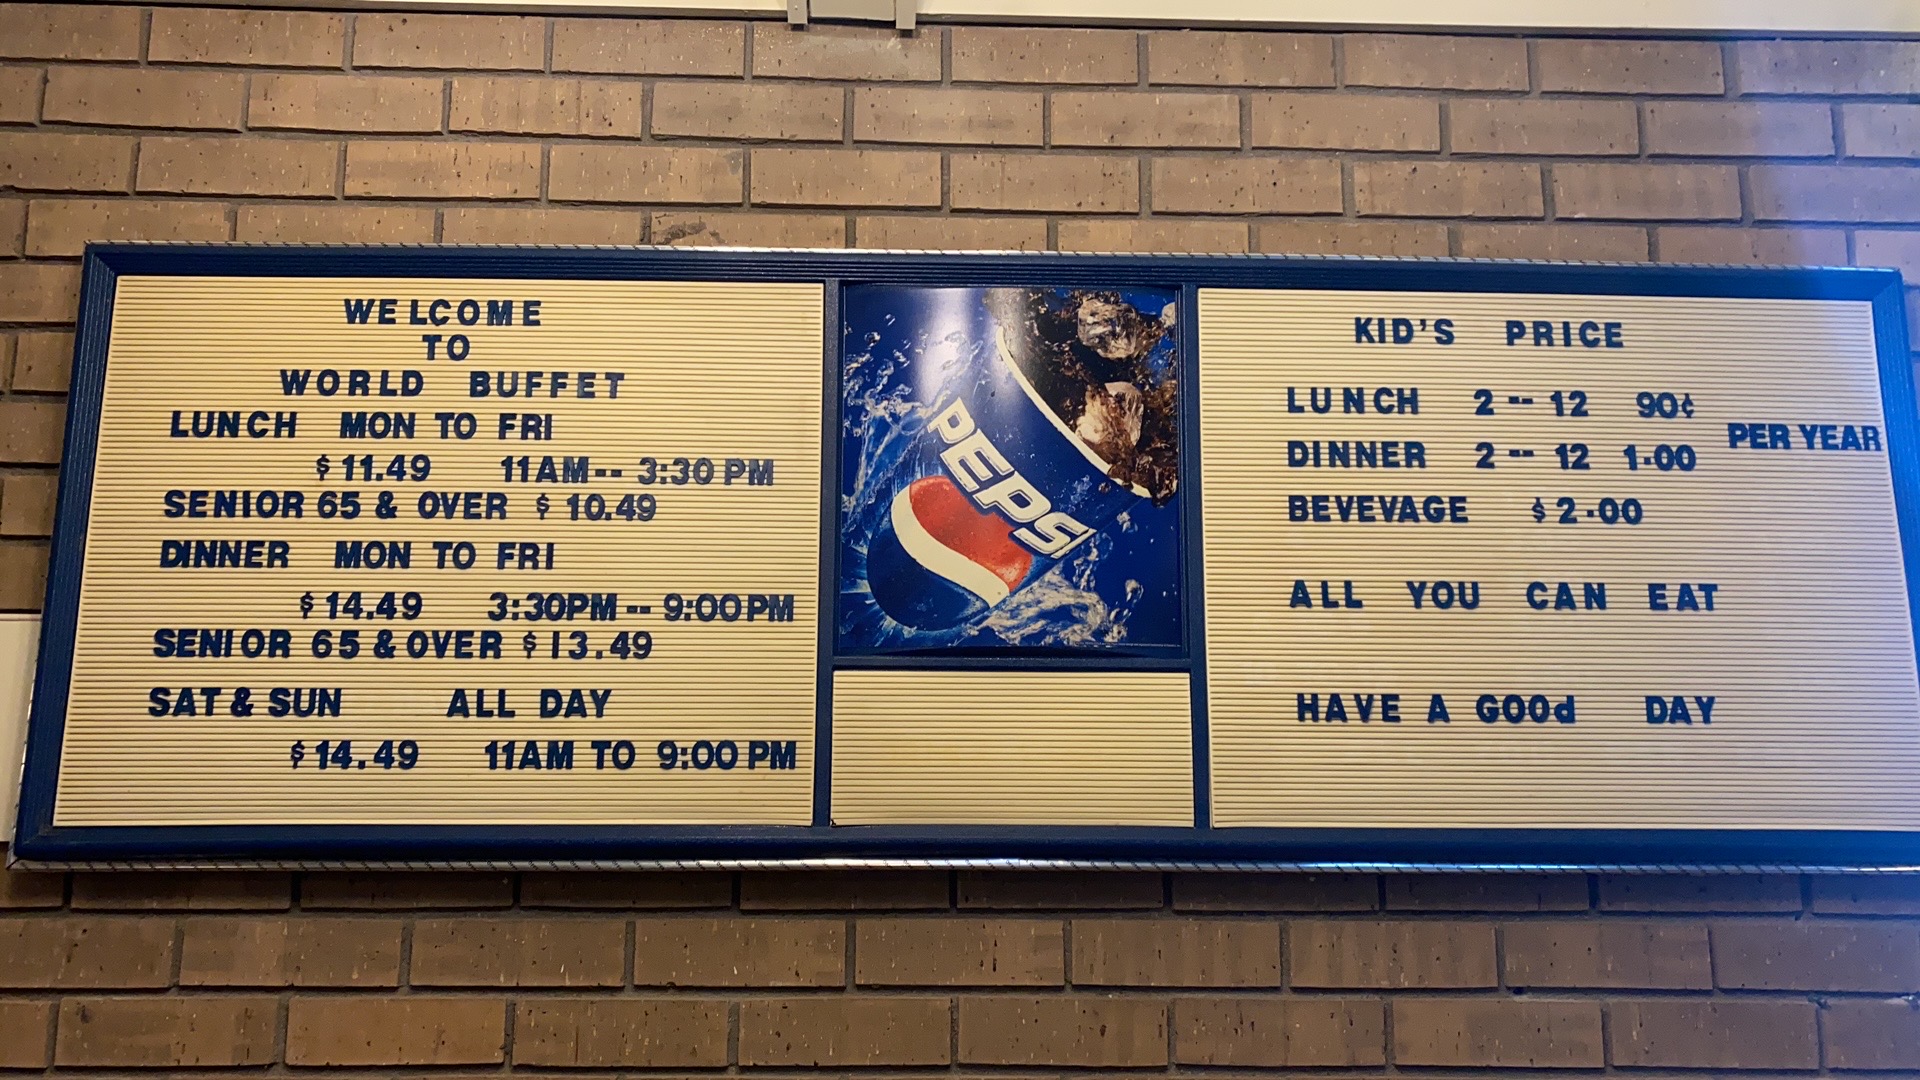 WELCOME
TO
WORLD BUFFET
LUNCH MON TO FRI
$ 11.49 11AM-- 3:30 PM
SENIOR 65 & OVER $ 10.49
DINNER MON TO FRI
$ 14.49 3:30PM -- 9:00PM
SENIOR 65 & OVER $ 13.49
SAT & SUN ALL DAY
$ 14.49 11AM TO 9:00 PM
PEPSI
KID'S PRICE
LUNCH 2 -- 12 90¢
PER YEAR
DINNER 2 -- 12 1.00
BEVEVAGE $ 2.00
ALL YOU CAN EAT
HAVE A GOOd DAY